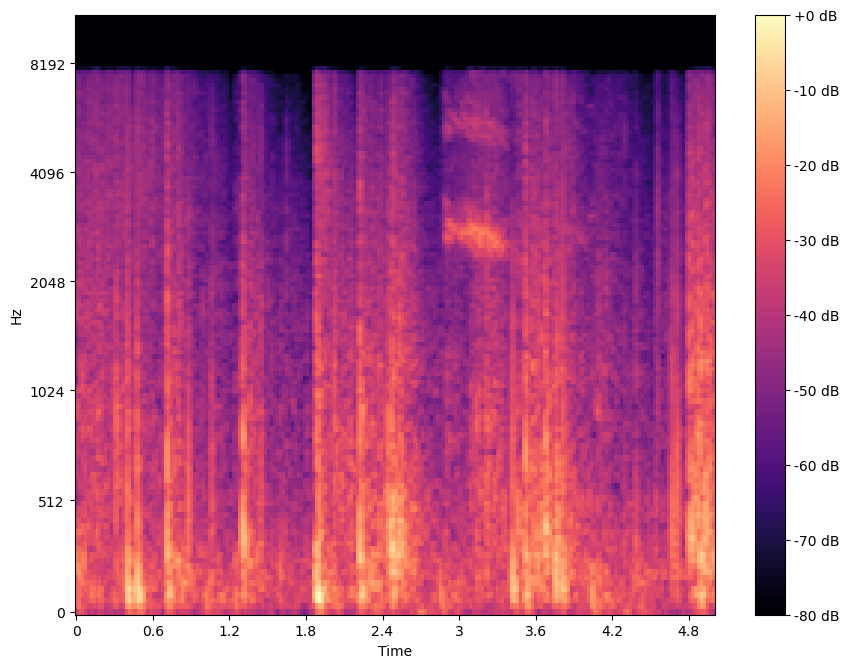 +0 dB
8192
-10 dB
4096
-20 dB
-30 dB
2048
Hz
-40 dB
1024
-50 dB
-60 dB
512
-70 dB
0
-80 dB
0 0.6 1.2 1.8 2.4 3 3.6 4.2 4.8
Time